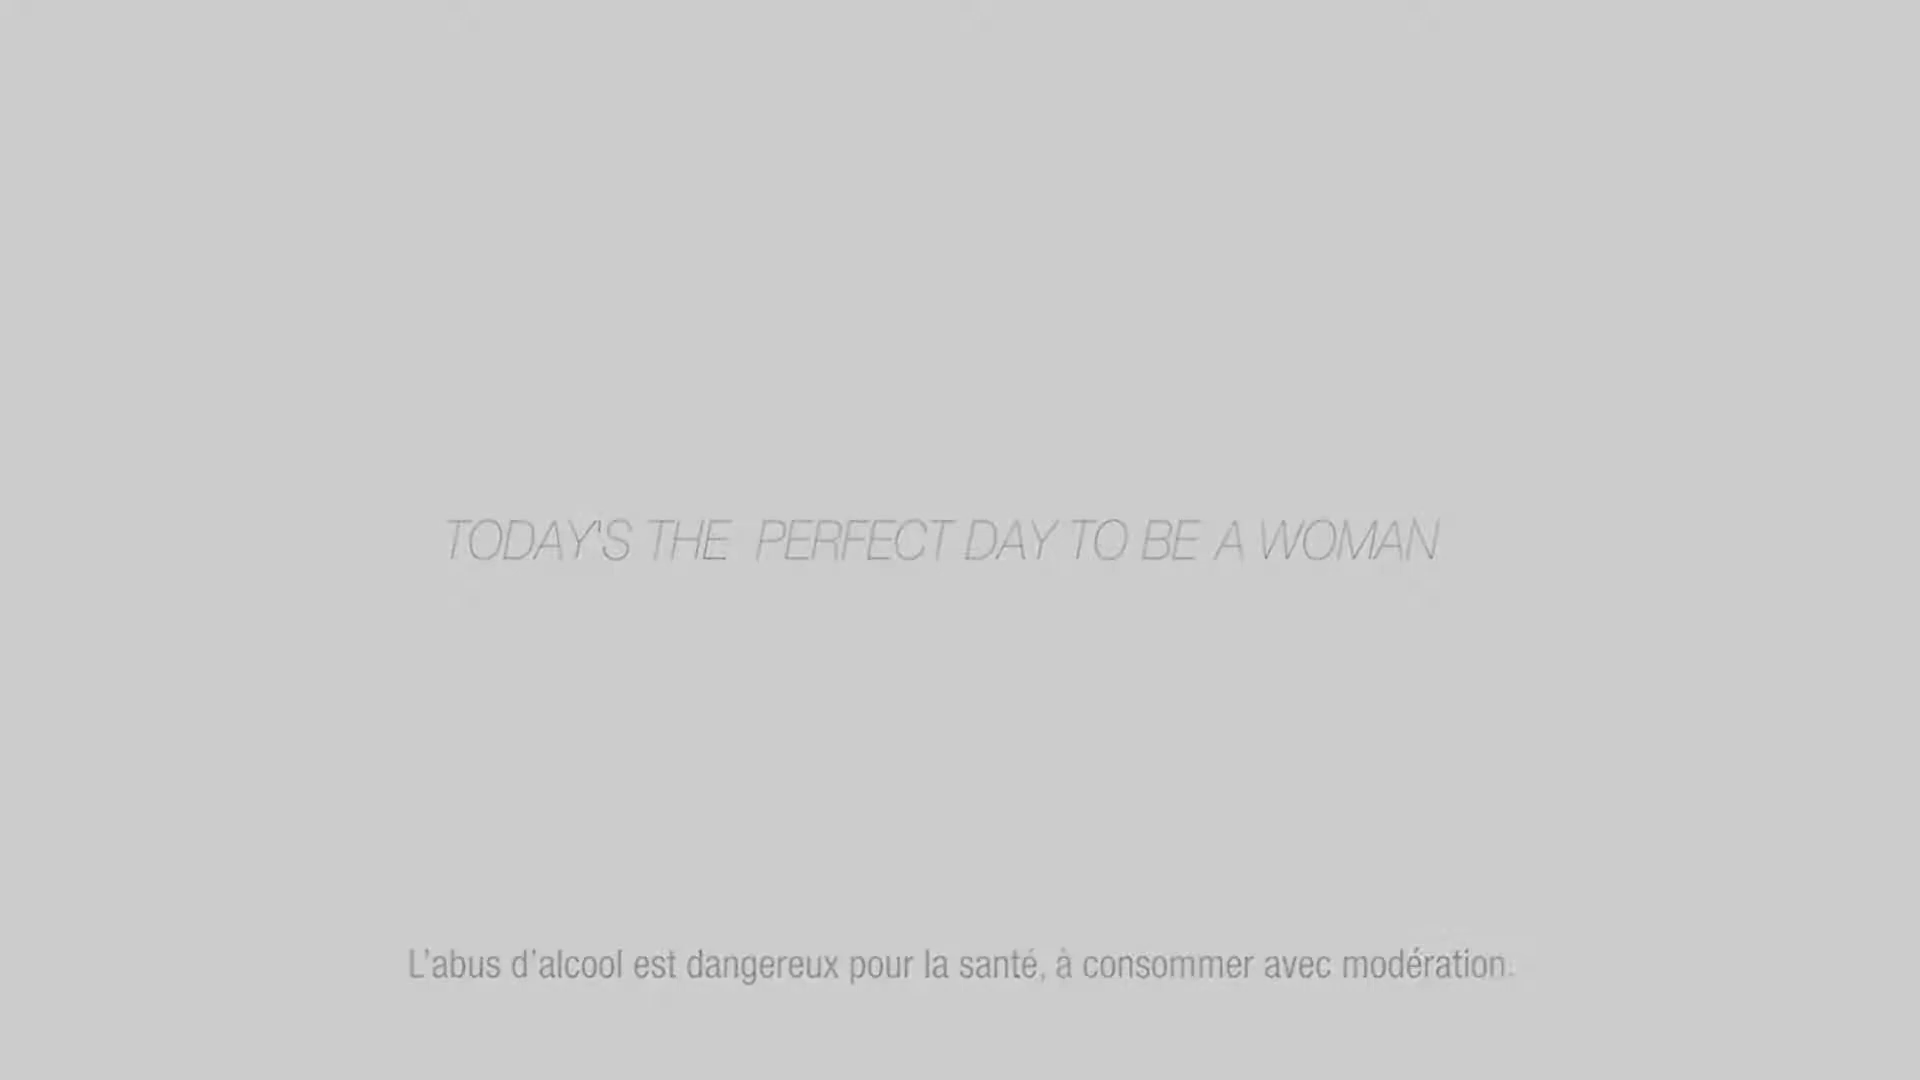 TODAY'S THE PERFECT DAY TO BE A WOMAN
L'abus d'alcool est dangereux pour la santé, à consommer avec modération.